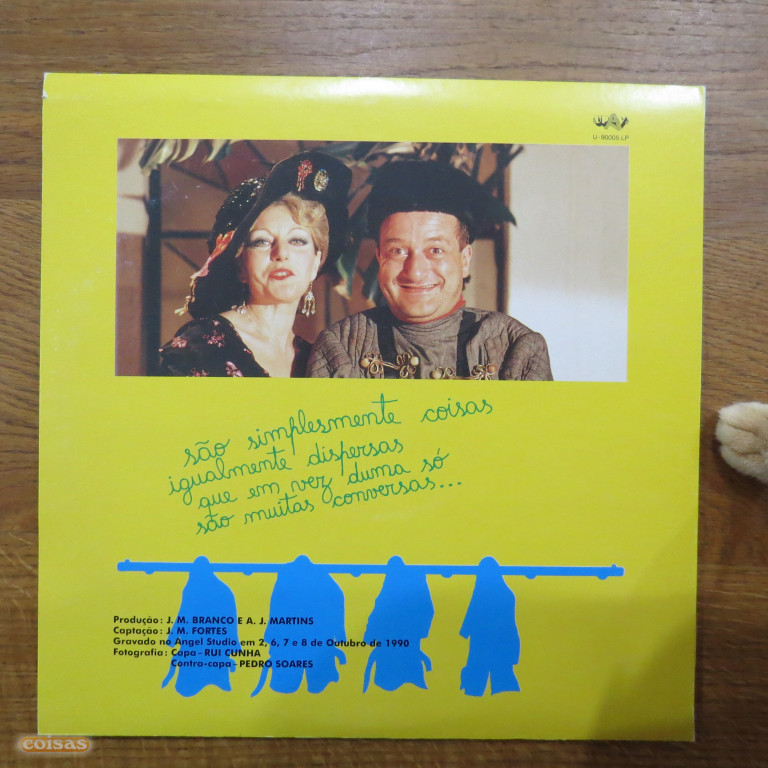 UPAV
U- 90005 LP
são simplesmente coisas
igualmente dispersas
que em vez duma só
são muitas conversas...
Produção: J. M. BRANCO E A. J. MARTINS
Captação: J. M. FORTES
Gravado no Angel Studio em 2, 6, 7 e 8 de Outubro de 1990
Fotografia: Capa - RUI CUNHA
Contra-capa - PEDRO SOARES
coisas